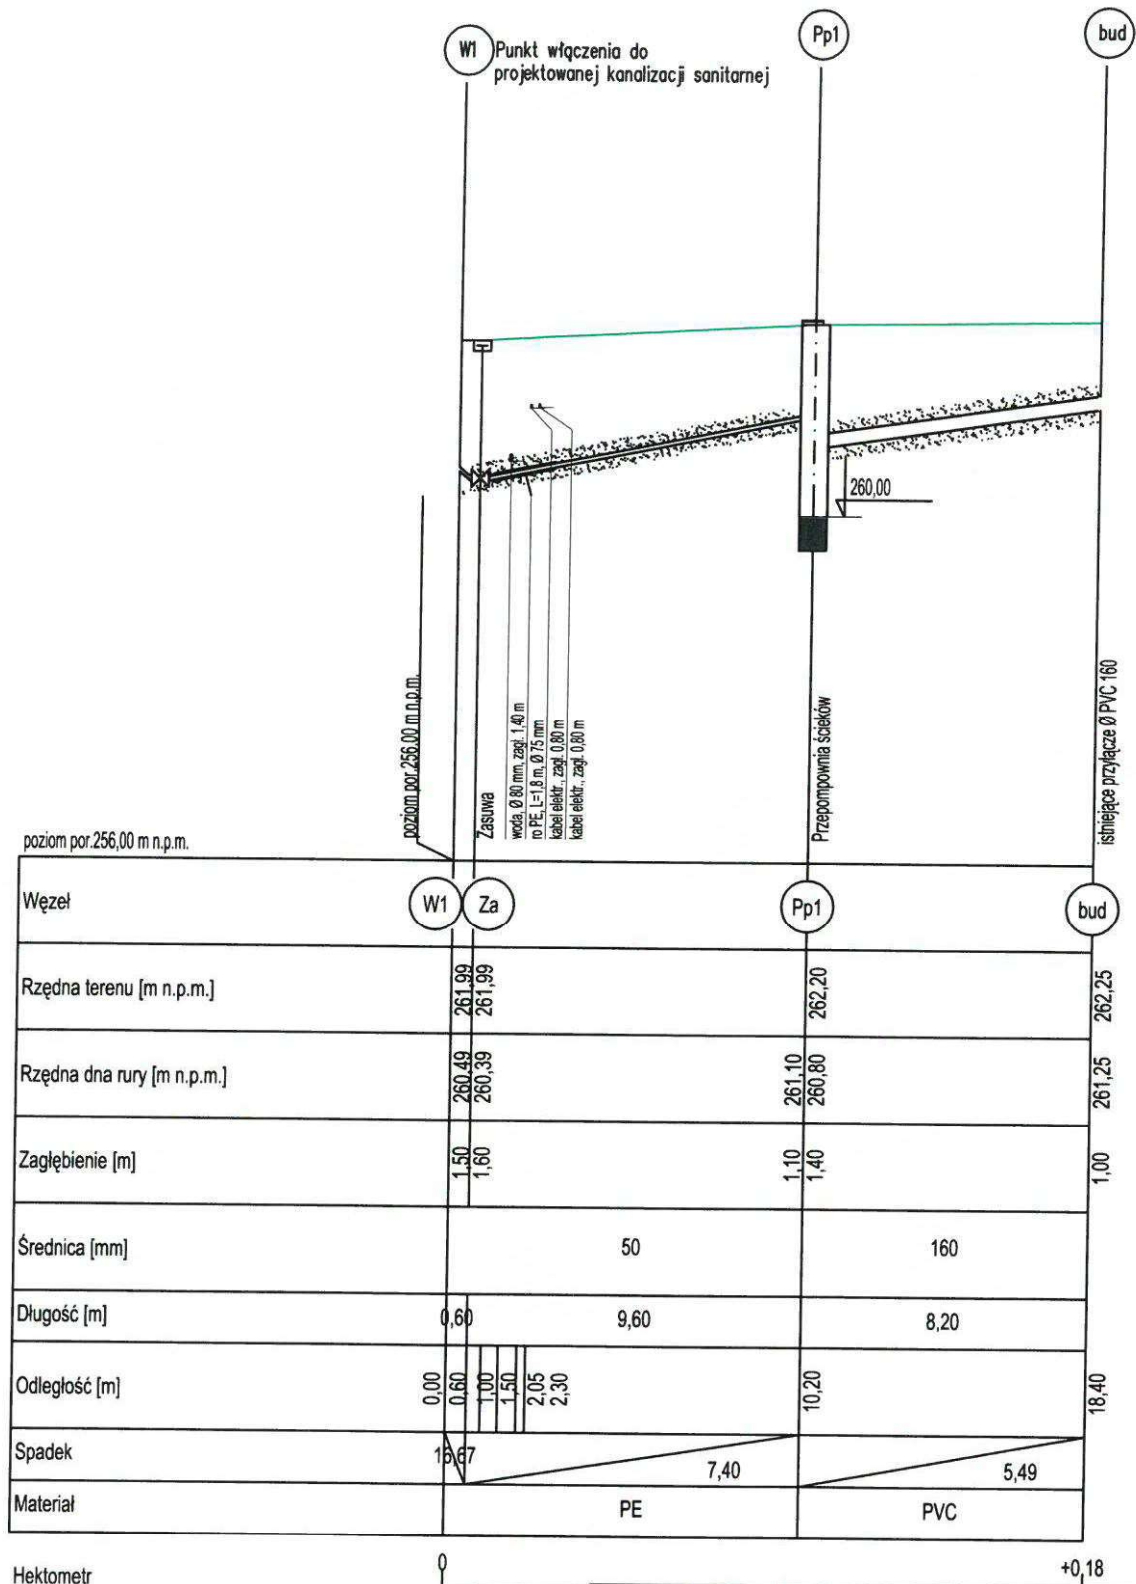 W1
Punkt włączenia do
projektowanej kanalizacji sanitarnej
Pp1
bud
260,00
poziom por.256,00 m n.p.m.
Zasuwa
woda, Ø 80 mm, zagł. 1,40 m
ro PE, L=1,8 m, Ø 75 mm
kabel elektr., zagł. 0,80 m
kabel elektr., zagł. 0,80 m
Przepompownia ścieków
istniejące przyłącze Ø PVC 160
poziom por.256,00 m n.p.m.
Węzeł W1 Za Pp1 bud
Rzędna terenu [m n.p.m.] 261,99 261,99 262,20 262,25
Rzędna dna rury [m n.p.m.] 260,49 260,39 261,10 260,80 261,25
Zagłębienie [m] 1,50 1,60 1,10 1,40 1,00
Średnica [mm] 50 160
Długość [m] 0,60 9,60 8,20
Odległość [m] 0,00 0,60 1,00 1,50 2,05 2,30 10,20 18,40
Spadek 16,67 7,40 5,49
Materiał PE PVC
Hektometr 0 +0,18